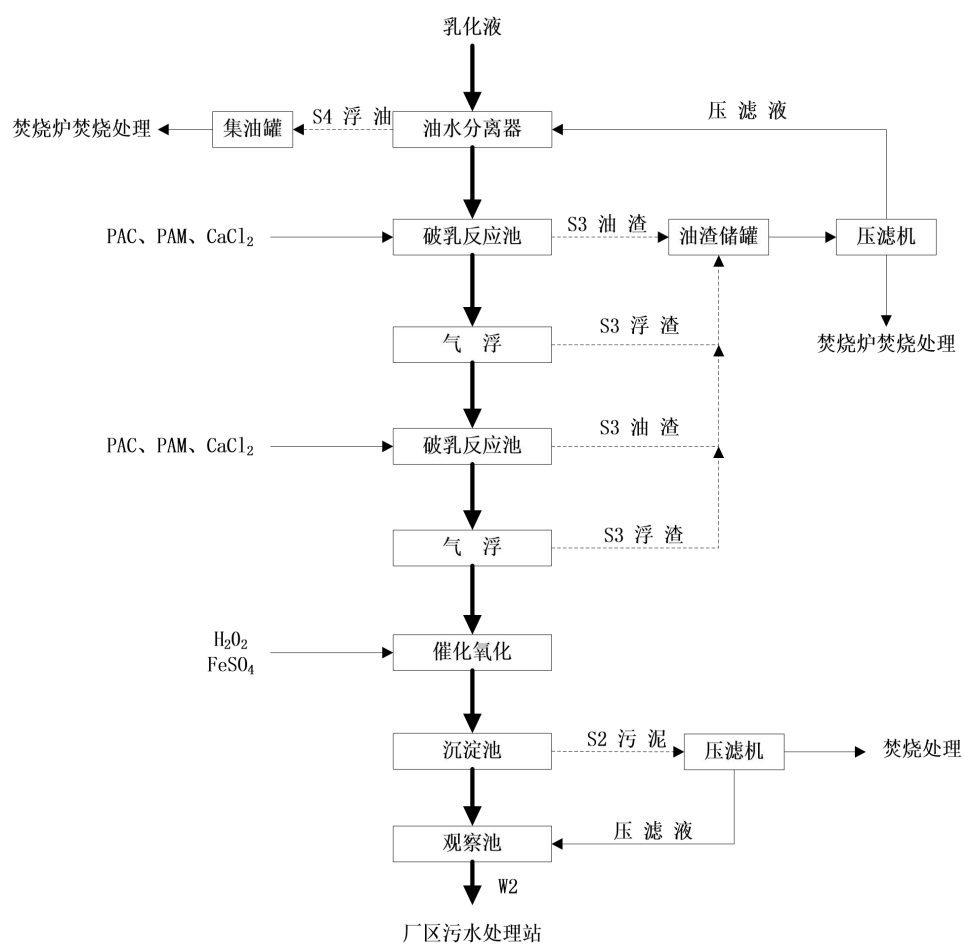 乳化液
焚烧炉焚烧处理
集油罐
S4 浮 油
油水分离器
压 滤 液
PAC、PAM、CaCl₂
破乳反应池
S3 油 渣
油渣储罐
压滤机
气 浮
S3 浮 渣
焚烧炉焚烧处理
PAC、PAM、CaCl₂
破乳反应池
S3 油 渣
气 浮
S3 浮 渣
H₂O₂
FeSO₄
催化氧化
沉淀池
S2 污 泥
压滤机
焚烧处理
观察池
压 滤 液
W2
厂区污水处理站